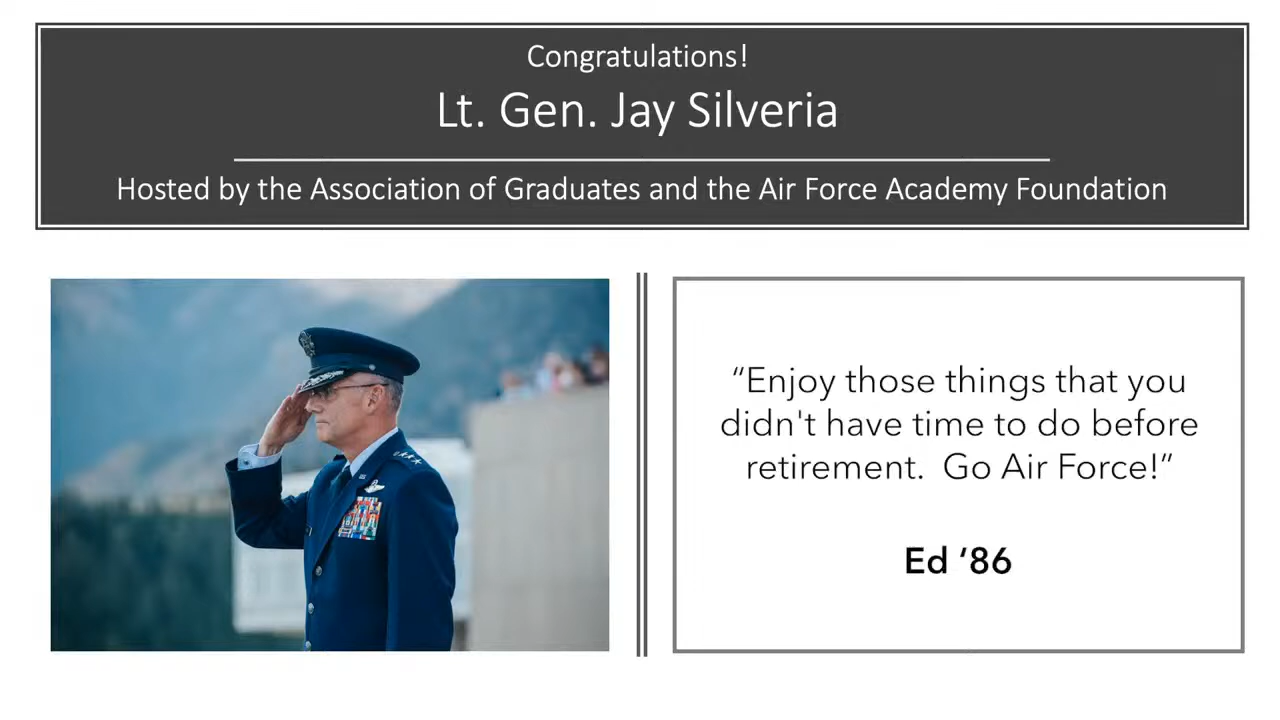 Congratulations!
Lt. Gen. Jay Silveria
Hosted by the Association of Graduates and the Air Force Academy Foundation
“Enjoy those things that you
didn't have time to do before
retirement.  Go Air Force!”
Ed ’86